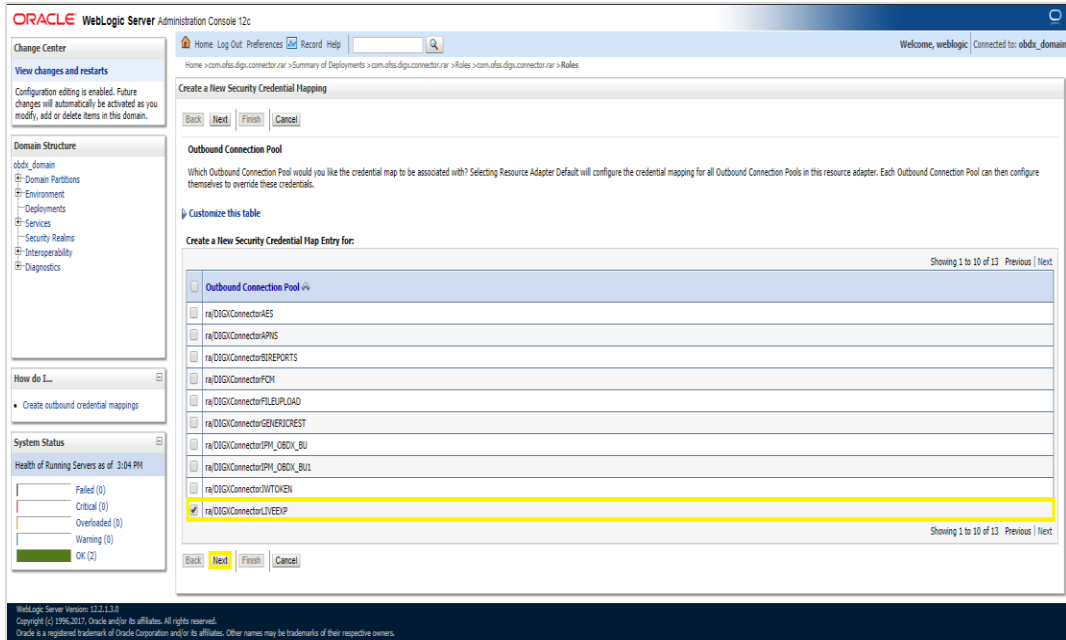 ORACLE WebLogic Server Administration Console 12c
Change Center
View changes and restarts
Configuration editing is enabled. Future
changes will automatically be activated as you
modify, add or delete items in this domain.
Domain Structure
obdx_domain
Domain Partitions
Environment
Deployments
Services
Security Realms
Interoperability
Diagnostics
How do I...
Create outbound credential mappings
System Status
Health of Running Servers as of 3:04 PM
Failed (0)
Critical (0)
Overloaded (0)
Warning (0)
OK (2)
Home Log Out Preferences Record Help
Welcome, weblogic Connected to: obdx_domain
Home >com.ofss.digx.connector.rar >Summary of Deployments >com.ofss.digx.connector.rar >Roles >com.ofss.digx.connector.rar >Roles
Create a New Security Credential Mapping
Back Next Finish Cancel
Outbound Connection Pool
Which Outbound Connection Pool would you like the credential map to be associated with? Selecting Resource Adapter Default will configure the credential mapping for all Outbound Connection Pools in this resource adapter. Each Outbound Connection Pool can then configure
themselves to override these credentials.
Customize this table
Create a New Security Credential Map Entry for:
Showing 1 to 10 of 13 Previous | Next
Outbound Connection Pool
ra/DIGXConnectorAES
ra/DIGXConnectorAPNS
ra/DIGXConnectorBIREPORTS
ra/DIGXConnectorFCM
ra/DIGXConnectorFILEUPLOAD
ra/DIGXConnectorGENERICREST
ra/DIGXConnectorIPM_OBDX_BU
ra/DIGXConnectorIPM_OBDX_BU1
ra/DIGXConnectorJWTOKEN
ra/DIGXConnectorLIVEEXP
Showing 1 to 10 of 13 Previous | Next
Back Next Finish Cancel
WebLogic Server Version: 12.2.1.3.0
Copyright (c) 1996,2017, Oracle and/or its affiliates. All rights reserved.
Oracle is a registered trademark of Oracle Corporation and/or its affiliates. Other names may be trademarks of their respective owners.